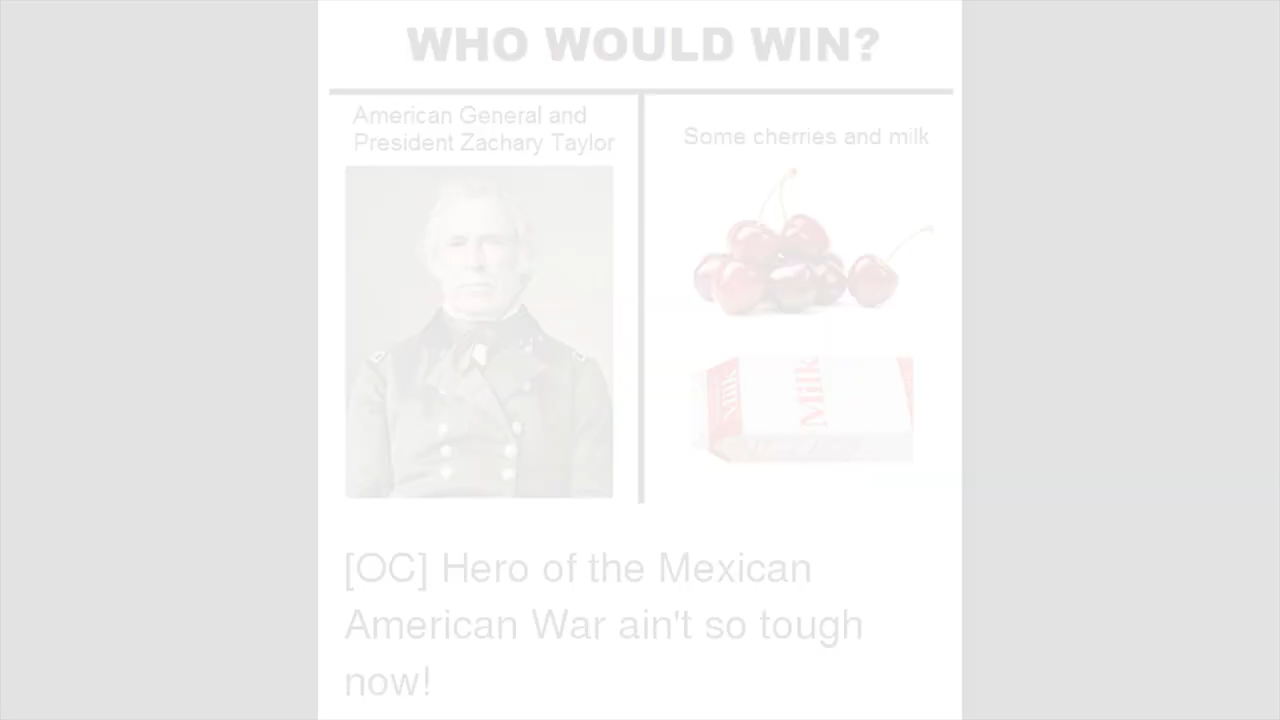 WHO WOULD WIN?
American General and
President Zachary Taylor
Some cherries and milk
Milk
Milk
[OC] Hero of the Mexican
American War ain't so tough
now!